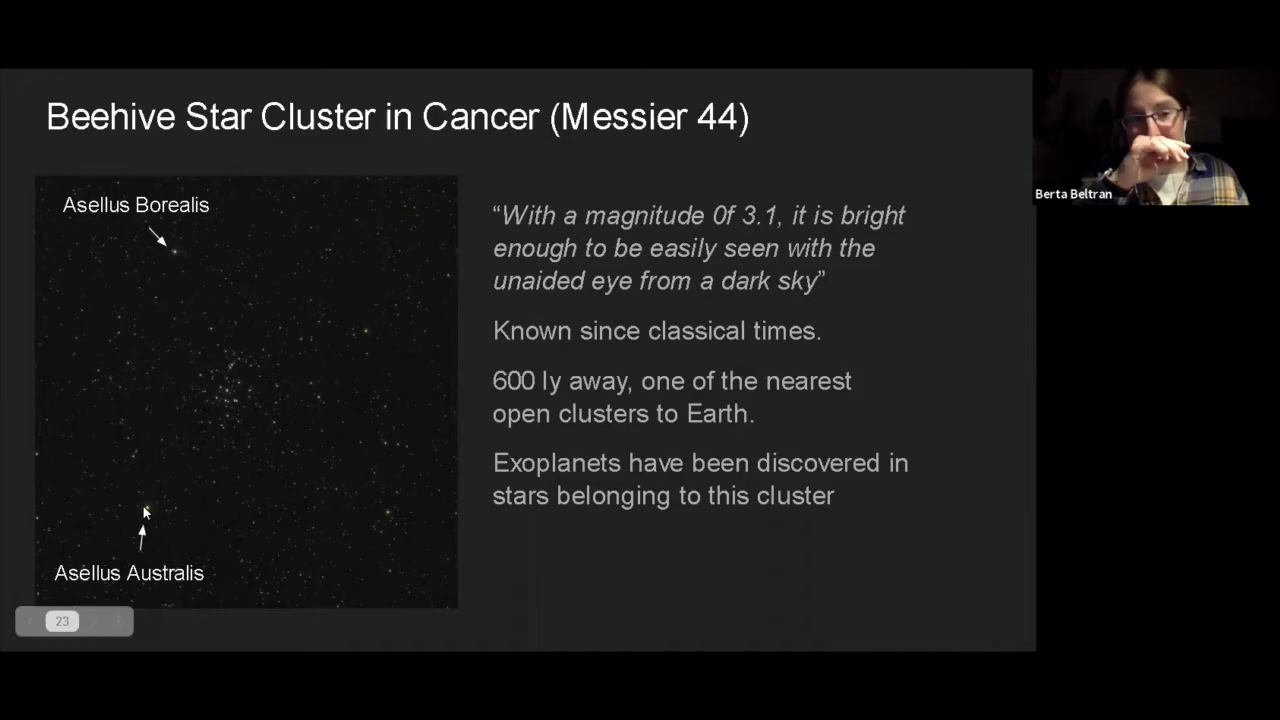 Beehive Star Cluster in Cancer (Messier 44)
Asellus Borealis
Asellus Australis
“With a magnitude 0f 3.1, it is bright
enough to be easily seen with the
unaided eye from a dark sky”
Known since classical times.
600 ly away, one of the nearest
open clusters to Earth.
Exoplanets have been discovered in
stars belonging to this cluster
23
Berta Beltran